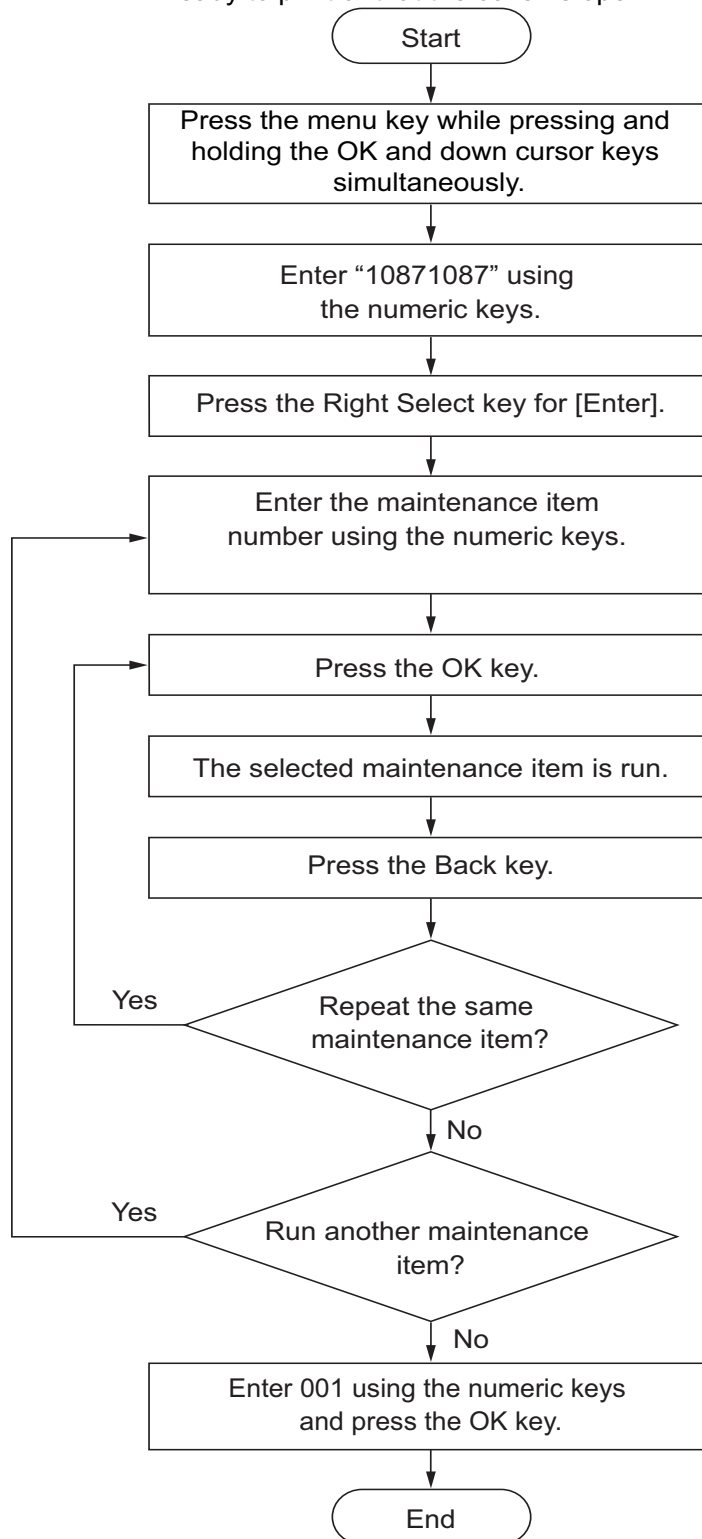 Start
Press the menu key while pressing and
holding the OK and down cursor keys
simultaneously.
Enter “10871087” using
the numeric keys.
Press the Right Select key for [Enter].
Enter the maintenance item
number using the numeric keys.
Press the OK key.
The selected maintenance item is run.
Press the Back key.
Yes
Repeat the same
maintenance item?
No
Yes
Run another maintenance
item?
No
Enter 001 using the numeric keys
and press the OK key.
End